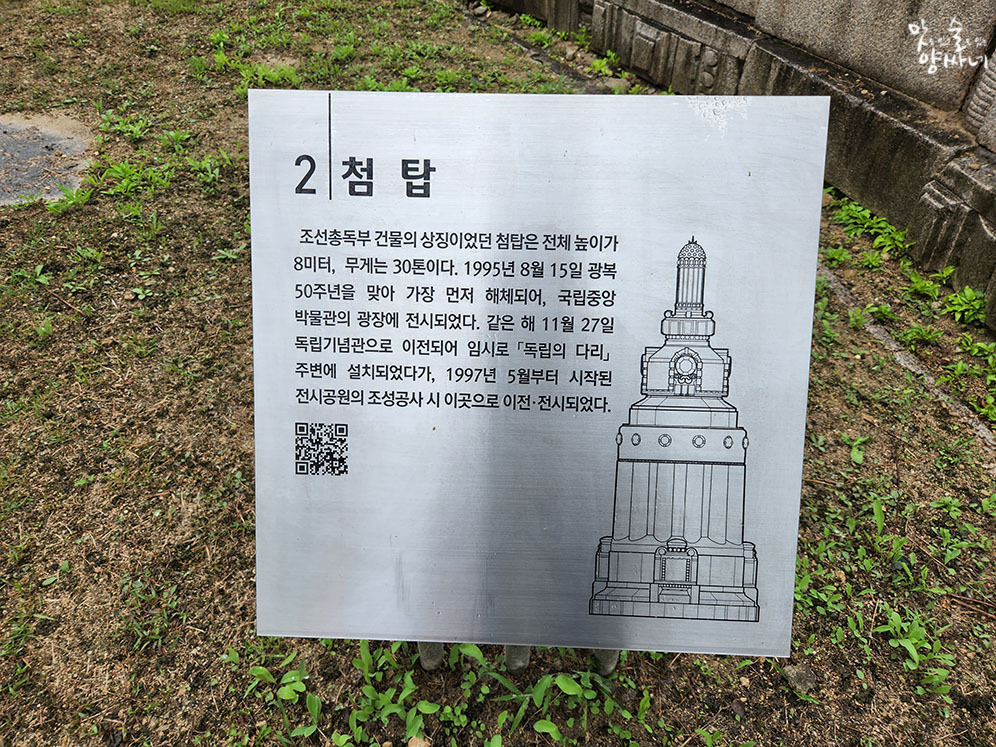 맛술
양싸니
2 첨 탑
조선총독부 건물의 상징이었던 첨탑은 전체 높이가
8미터, 무게는 30톤이다. 1995년 8월 15일 광복
50주년을 맞아 가장 먼저 해체되어, 국립중앙
박물관의 광장에 전시되었다. 같은 해 11월 27일
독립기념관으로 이전되어 임시로 「독립의 다리」
주변에 설치되었다가, 1997년 5월부터 시작된
전시공원의 조성공사 시 이곳으로 이전·전시되었다.